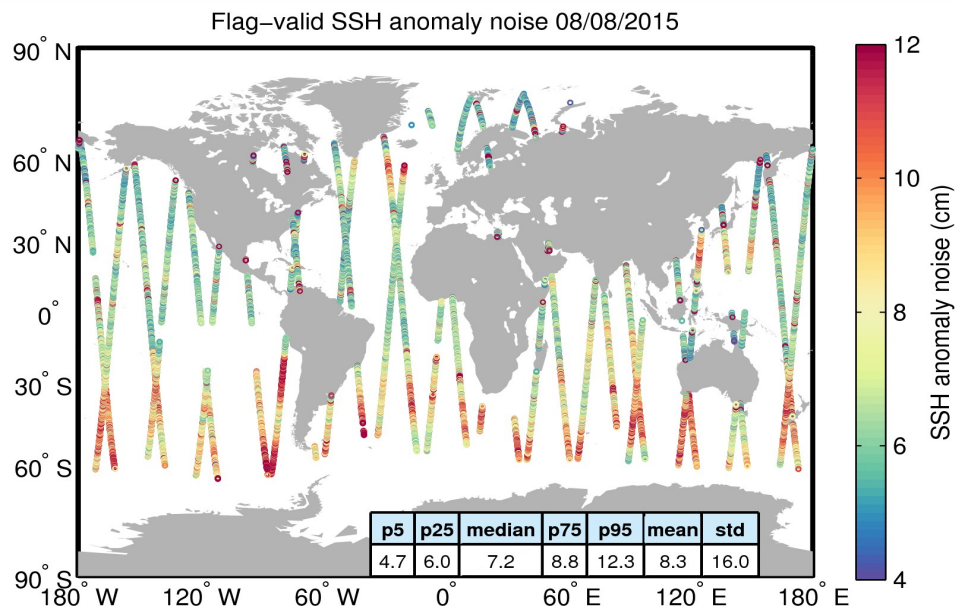 Flag−valid SSH anomaly noise 08/08/2015
90° N
60° N
30° N
0°
30° S
60° S
90° S
180° W 120° W 60° W 0° 60° E 120° E 180° E
p5 p25 median p75 p95 mean std
4.7 6.0 7.2 8.8 12.3 8.3 16.0
12
10
8
6
4
SSH anomaly noise (cm)